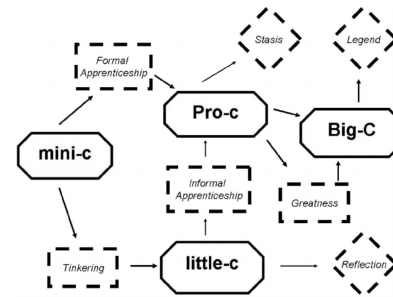 Stasis
Legend
Formal
Apprenticeship
Pro-c
Big-C
mini-c
Informal
Apprenticeship
Greatness
Tinkering
little-c
Reflection